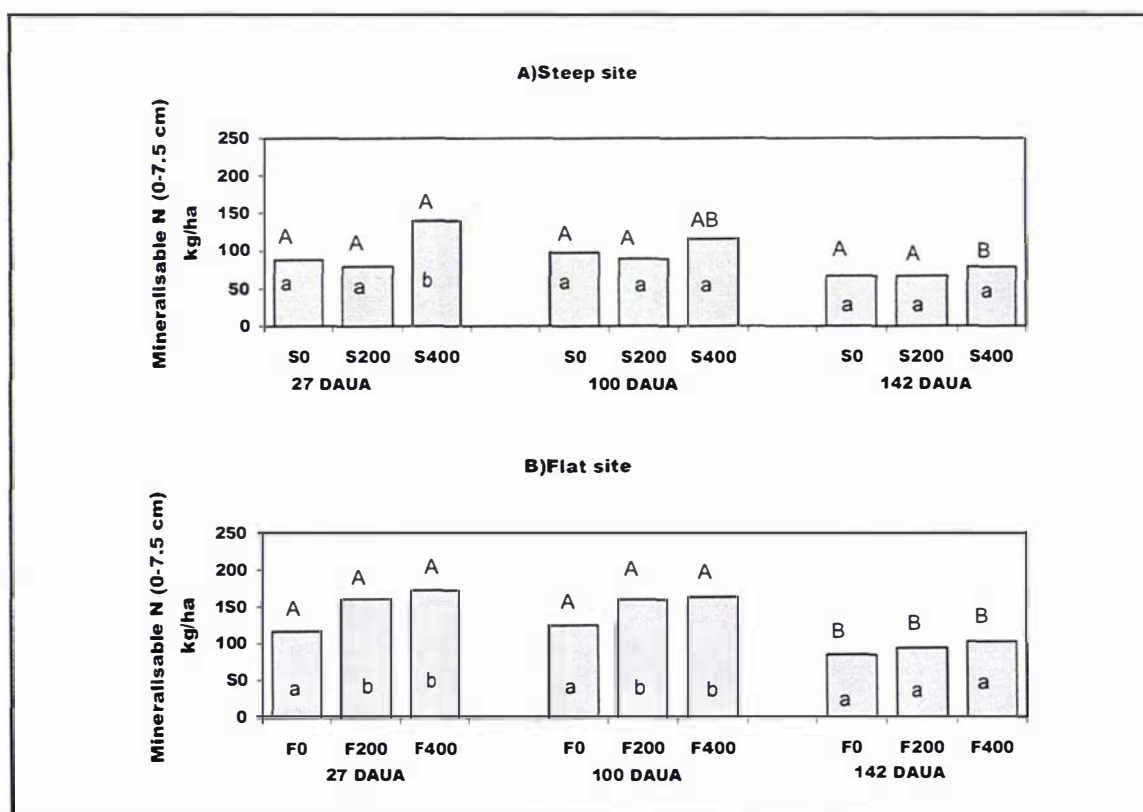 A)Steep site
Mineralisable N (0-7.5 cm)
kg/ha
250
200
150
100
50
0
A
A
A
A
A
AB
A
A
B
a
a
b
a
a
a
a
a
a
S0 S200 S400 S0 S200 S400 S0 S200 S400
27 DAUA 100 DAUA 142 DAUA
B)Flat site
Mineralisable N (0-7.5 cm)
kg/ha
250
200
150
100
50
0
A
A
A
A
A
A
B
B
B
a
b
b
a
b
b
a
a
a
F0 F200 F400 F0 F200 F400 F0 F200 F400
27 DAUA 100 DAUA 142 DAUA